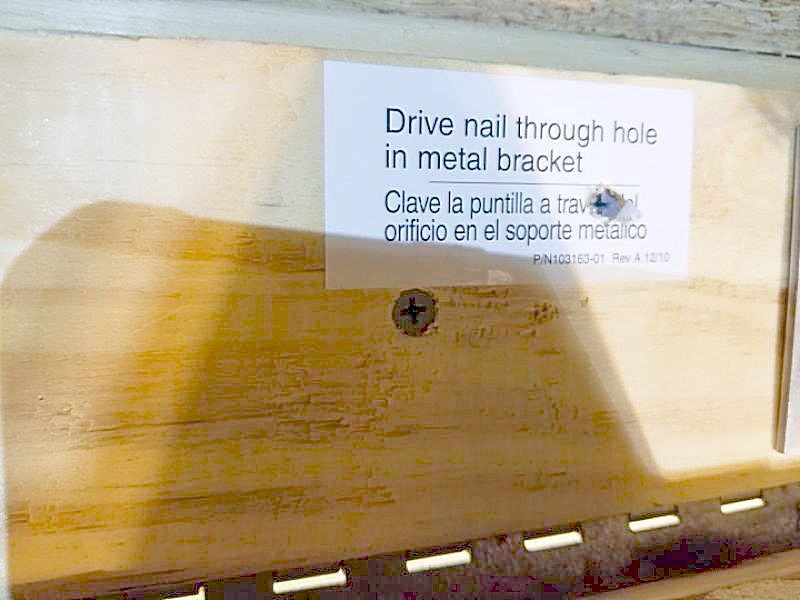 Drive nail through hole
in metal bracket
Clave la puntilla a
orificio en el soporte metalico
P/N103163-01 Rev A 12/10